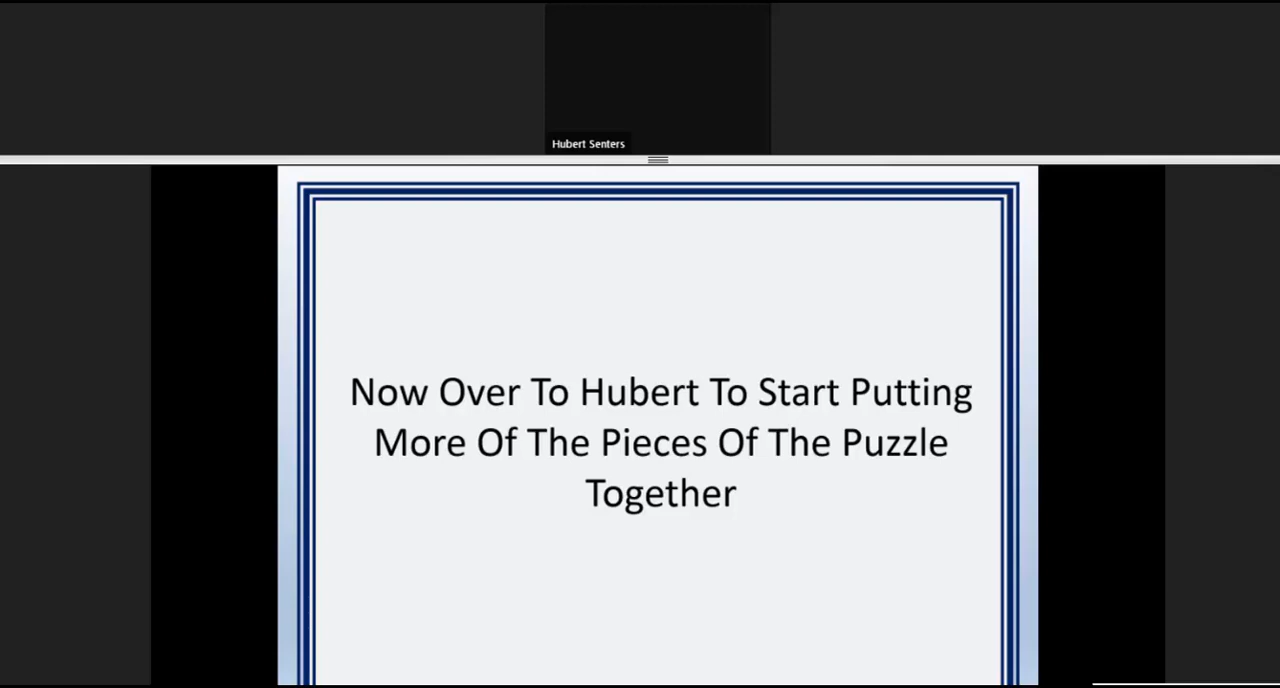 Hubert Senters
Now Over To Hubert To Start Putting
More Of The Pieces Of The Puzzle
Together